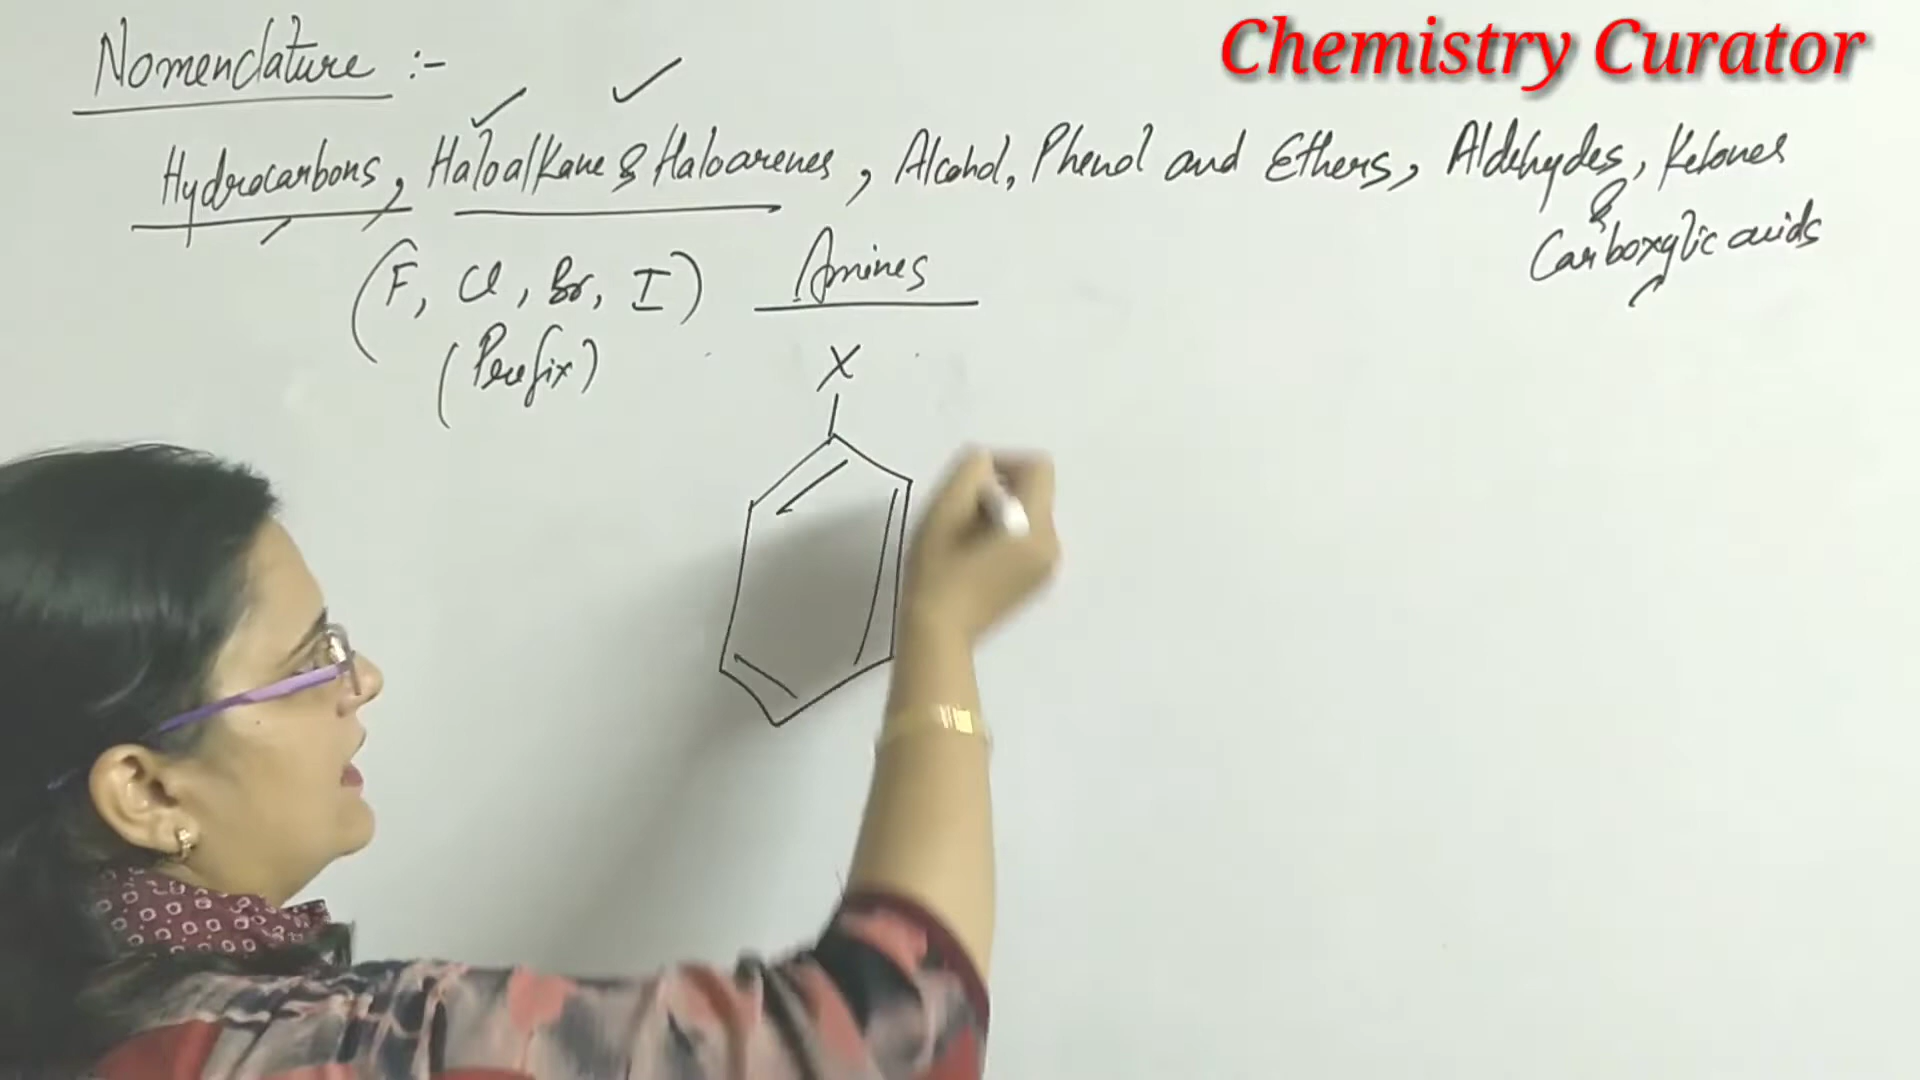 Chemistry Curator
Nomenclature :-
Hydrocarbons, Haloalkane & Haloarenes, Alcohol, Phenol and Ethers, Aldehydes, Ketones
& Carboxylic acids
(F, Cl, Br, I) Amines
(Prefix)
X